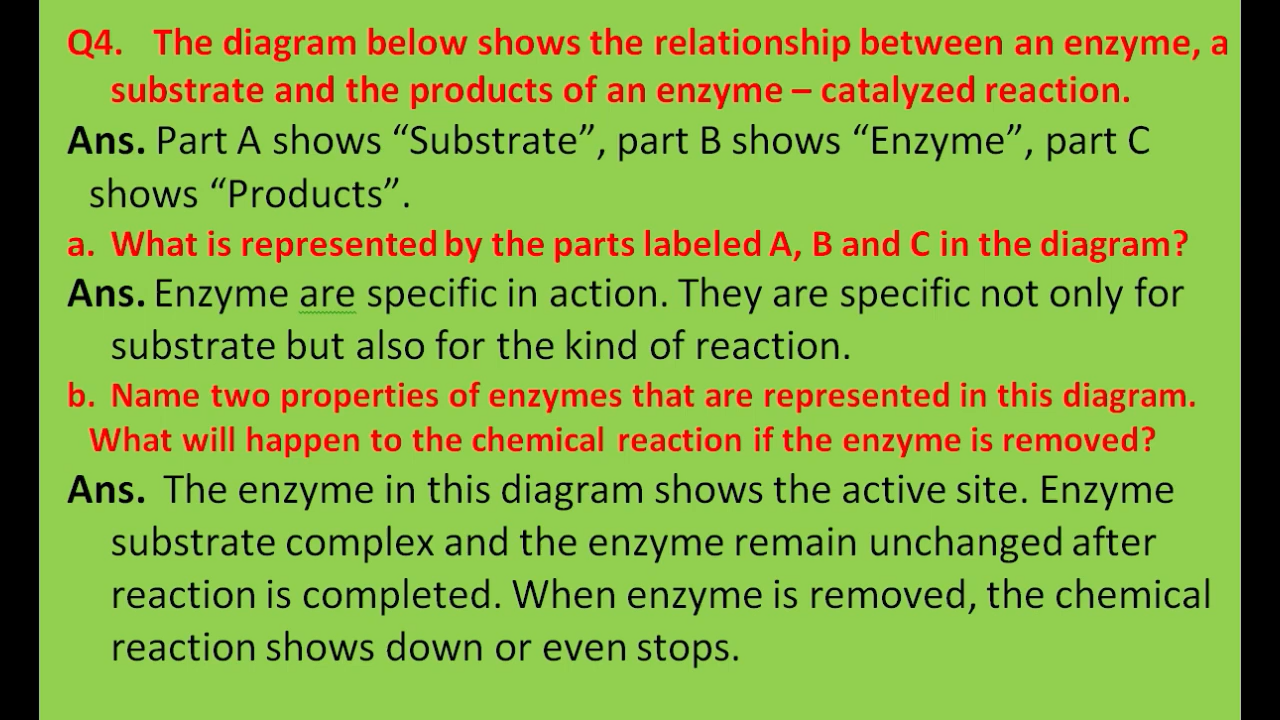 Q4. The diagram below shows the relationship between an enzyme, a
substrate and the products of an enzyme – catalyzed reaction.
Ans. Part A shows “Substrate”, part B shows “Enzyme”, part C
shows “Products”.
a. What is represented by the parts labeled A, B and C in the diagram?
Ans. Enzyme are specific in action. They are specific not only for
substrate but also for the kind of reaction.
b. Name two properties of enzymes that are represented in this diagram.
What will happen to the chemical reaction if the enzyme is removed?
Ans. The enzyme in this diagram shows the active site. Enzyme
substrate complex and the enzyme remain unchanged after
reaction is completed. When enzyme is removed, the chemical
reaction shows down or even stops.